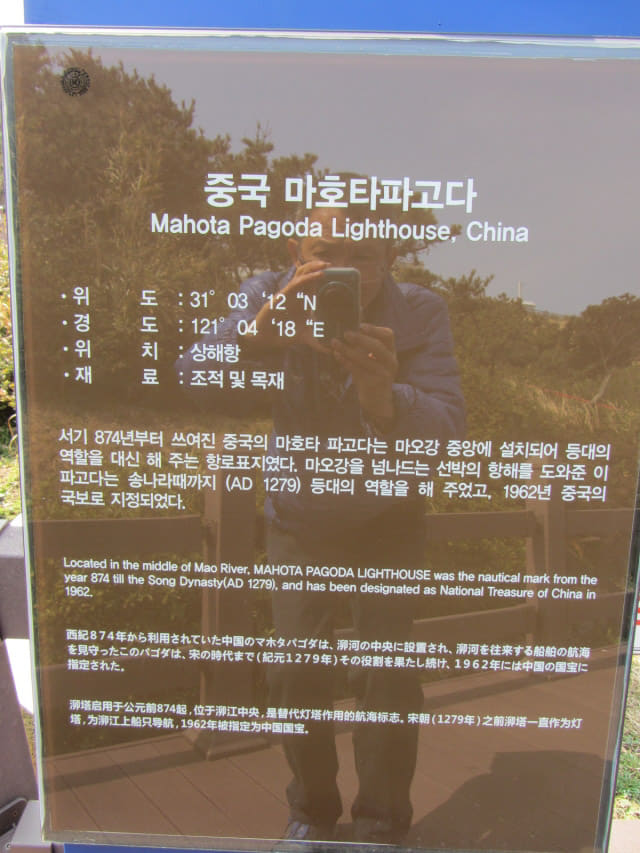 중국 마호타파고다
Mahota Pagoda Lighthouse, China
· 위 도 : 31° 03 ‘12 “N
· 경 도 : 121° 04 ‘18 “E
· 위 치 : 상해항
· 재 료 : 조적 및 목재
서기 874년부터 쓰여진 중국의 마호타 파고다는 마오강 중앙에 설치되어 등대의
역할을 대신 해 주는 항로표지였다. 마오강을 넘나드는 선박의 항해를 도와준 이
파고다는 송나라때까지 (AD 1279) 등대의 역할을 해 주었고, 1962년 중국의
국보로 지정되었다.
Located in the middle of Mao River, MAHOTA PAGODA LIGHTHOUSE was the nautical mark from the
year 874 till the Song Dynasty(AD 1279), and has been designated as National Treasure of China in
1962.
西紀874年から利用されていた中国のマホタパゴダは、泖河の中央に設置され、泖河を往来する船舶の航海
を見守ったこのパゴダは、宋の時代まで(紀元1279年)その役割を果たし続け、1962年には中国の国宝に
指定された。
泖塔启用于公元前874起，位于泖江中央，是替代灯塔作用的航海标志。宋朝(1279年)之前泖塔一直作为灯
塔，为泖江上船只导航，1962年被指定为中国国宝。